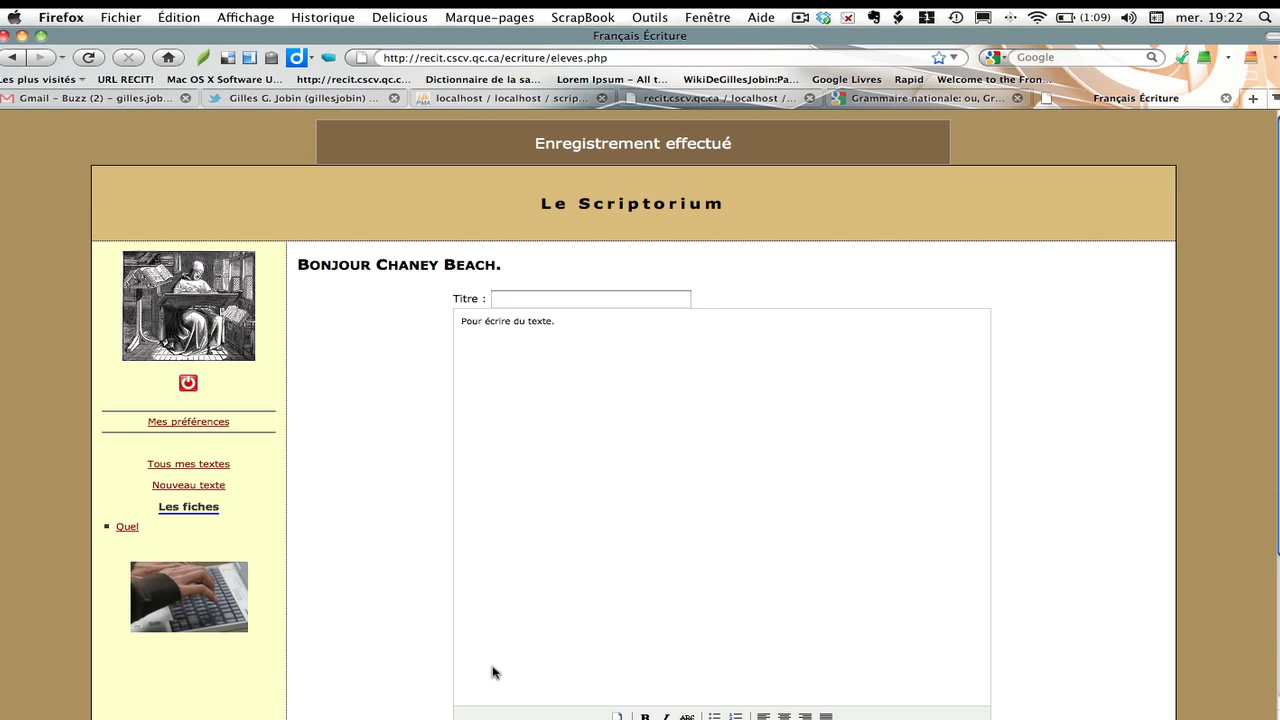 Firefox Fichier Édition Affichage Historique Delicious Marque-pages ScrapBook Outils Fenêtre Aide (1:09) mer. 19:22
Français Écriture
http://recit.cscv.qc.ca/ecriture/eleves.php Google
Les plus visités URL RECIT! Mac OS X Software U... http://recit.cscv.qc.c... Dictionnaire de la sa... Lorem Ipsum - All t... WikiDeGillesJobin:Pa... Google Livres Rapid Welcome to the Fron...
Gmail - Buzz (2) - gilles.job... Gilles G. Jobin (gillesjobin) localhost / localhost / scrip... recit.cscv.qc.ca / localhost /... Grammaire nationale: ou, Gr... Français Écriture
Enregistrement effectué
Le Scriptorium
BONJOUR CHANEY BEACH.
Titre :
Pour écrire du texte.
Mes préférences
Tous mes textes
Nouveau texte
Les fiches
Quel
B I ABC